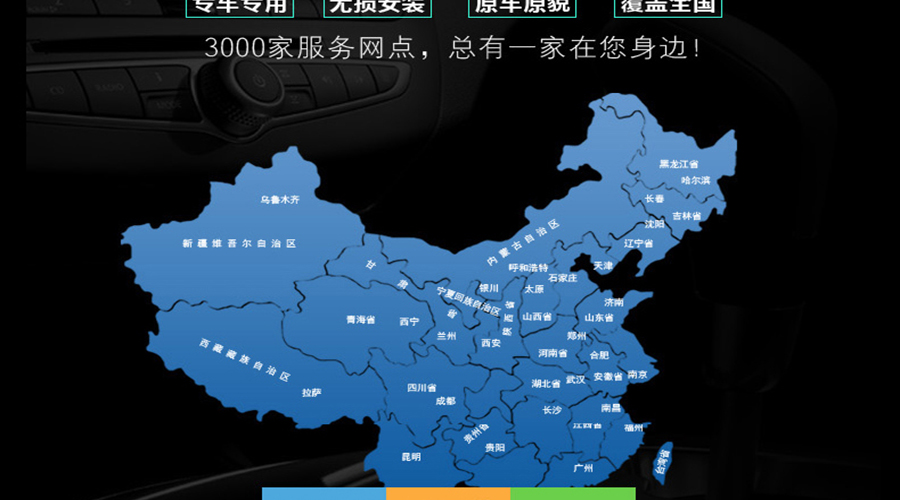 专车专用 无损安装 原车原貌 覆盖全国
3000家服务网点，总有一家在您身边!
黑龙江省
哈尔滨
乌鲁木齐
长春
吉林省
沈阳
新疆维吾尔自治区
内蒙古自治区
辽宁省
甘肃省
呼和浩特
天津
石家庄
宁夏回族自治区
银川
太原
济南
青海省
西宁
陕西省
山西省
山东省
兰州
西安
郑州
西藏藏族自治区
河南省
合肥
拉萨
四川省
湖北省
武汉
安徽省
南京
成都
长沙
南昌
贵州省
福州
贵阳
昆明
广州
台湾省
CD
RADIO
MODE